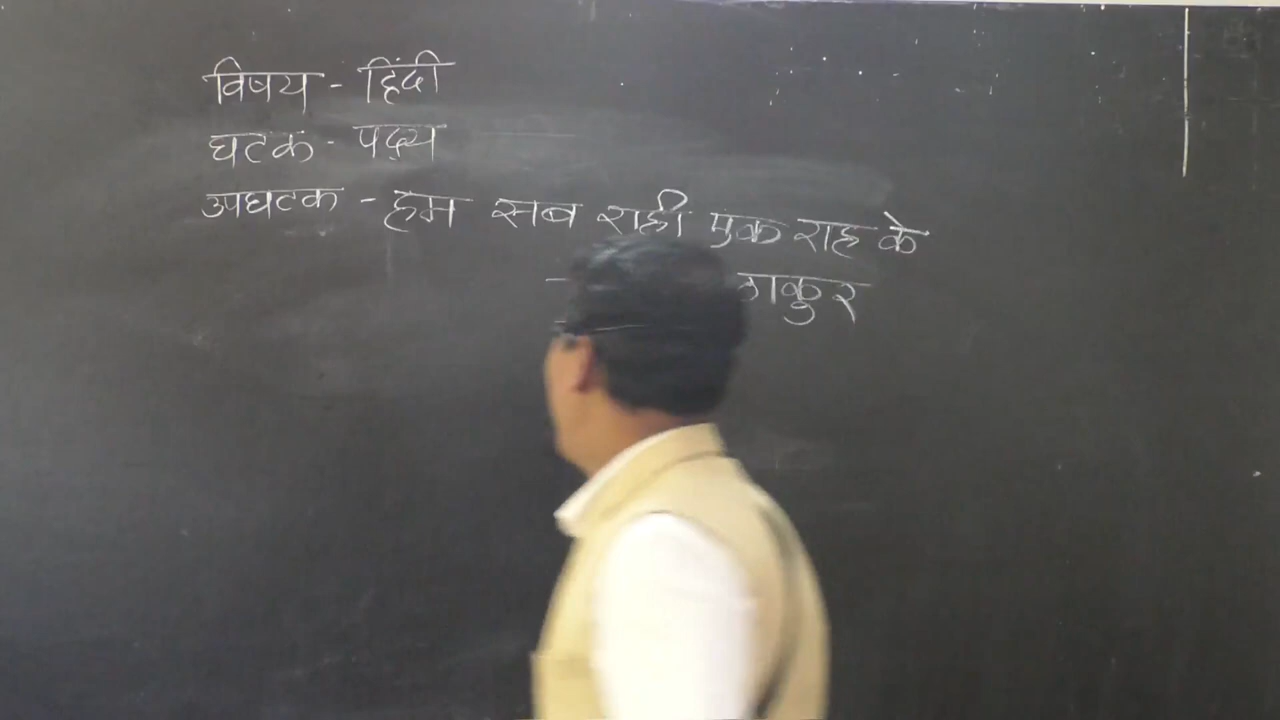 विषय - हिंदी
घटक - पद्य
उपघटक - हम सब राही एक राह के
- ठाकुर